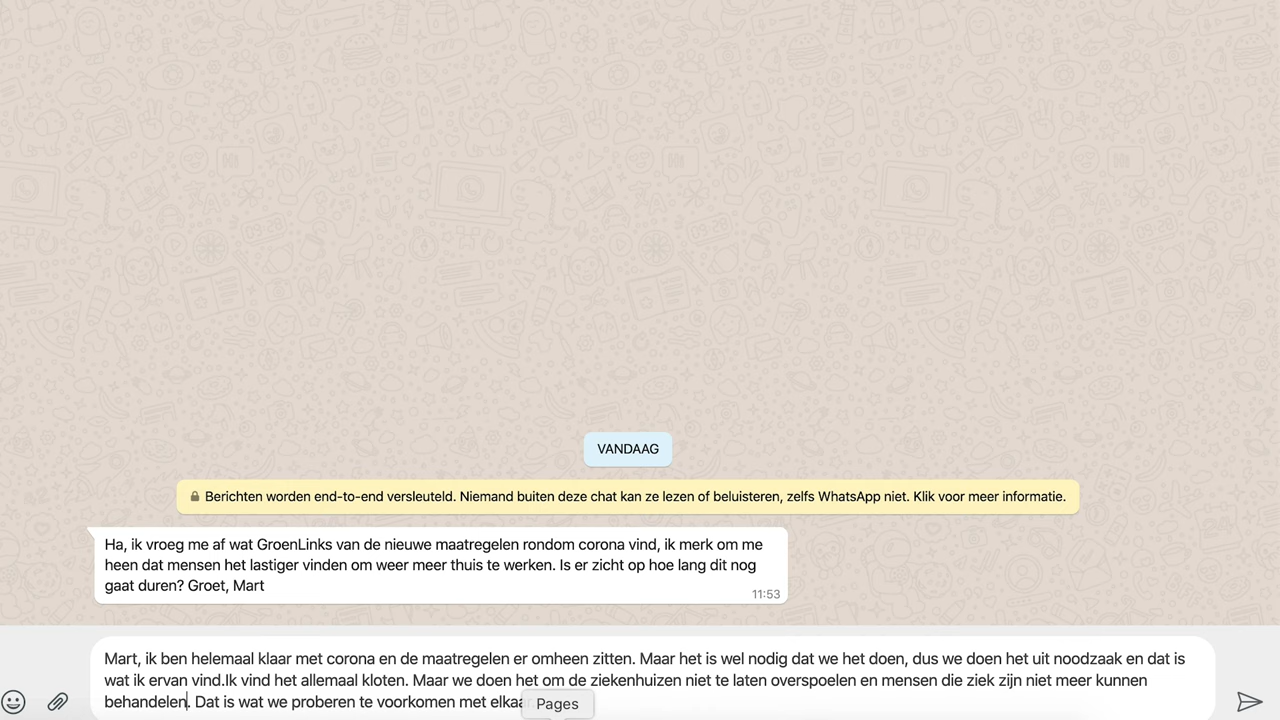 VANDAAG
Berichten worden end-to-end versleuteld. Niemand buiten deze chat kan ze lezen of beluisteren, zelfs WhatsApp niet. Klik voor meer informatie.
Ha, ik vroeg me af wat GroenLinks van de nieuwe maatregelen rondom corona vind, ik merk om me
heen dat mensen het lastiger vinden om weer meer thuis te werken. Is er zicht op hoe lang dit nog
gaat duren? Groet, Mart
11:53
Mart, ik ben helemaal klaar met corona en de maatregelen er omheen zitten. Maar het is wel nodig dat we het doen, dus we doen het uit noodzaak en dat is
wat ik ervan vind.Ik vind het allemaal kloten. Maar we doen het om de ziekenhuizen niet te laten overspoelen en mensen die ziek zijn niet meer kunnen
behandelen. Dat is wat we proberen te voorkomen met
Pages